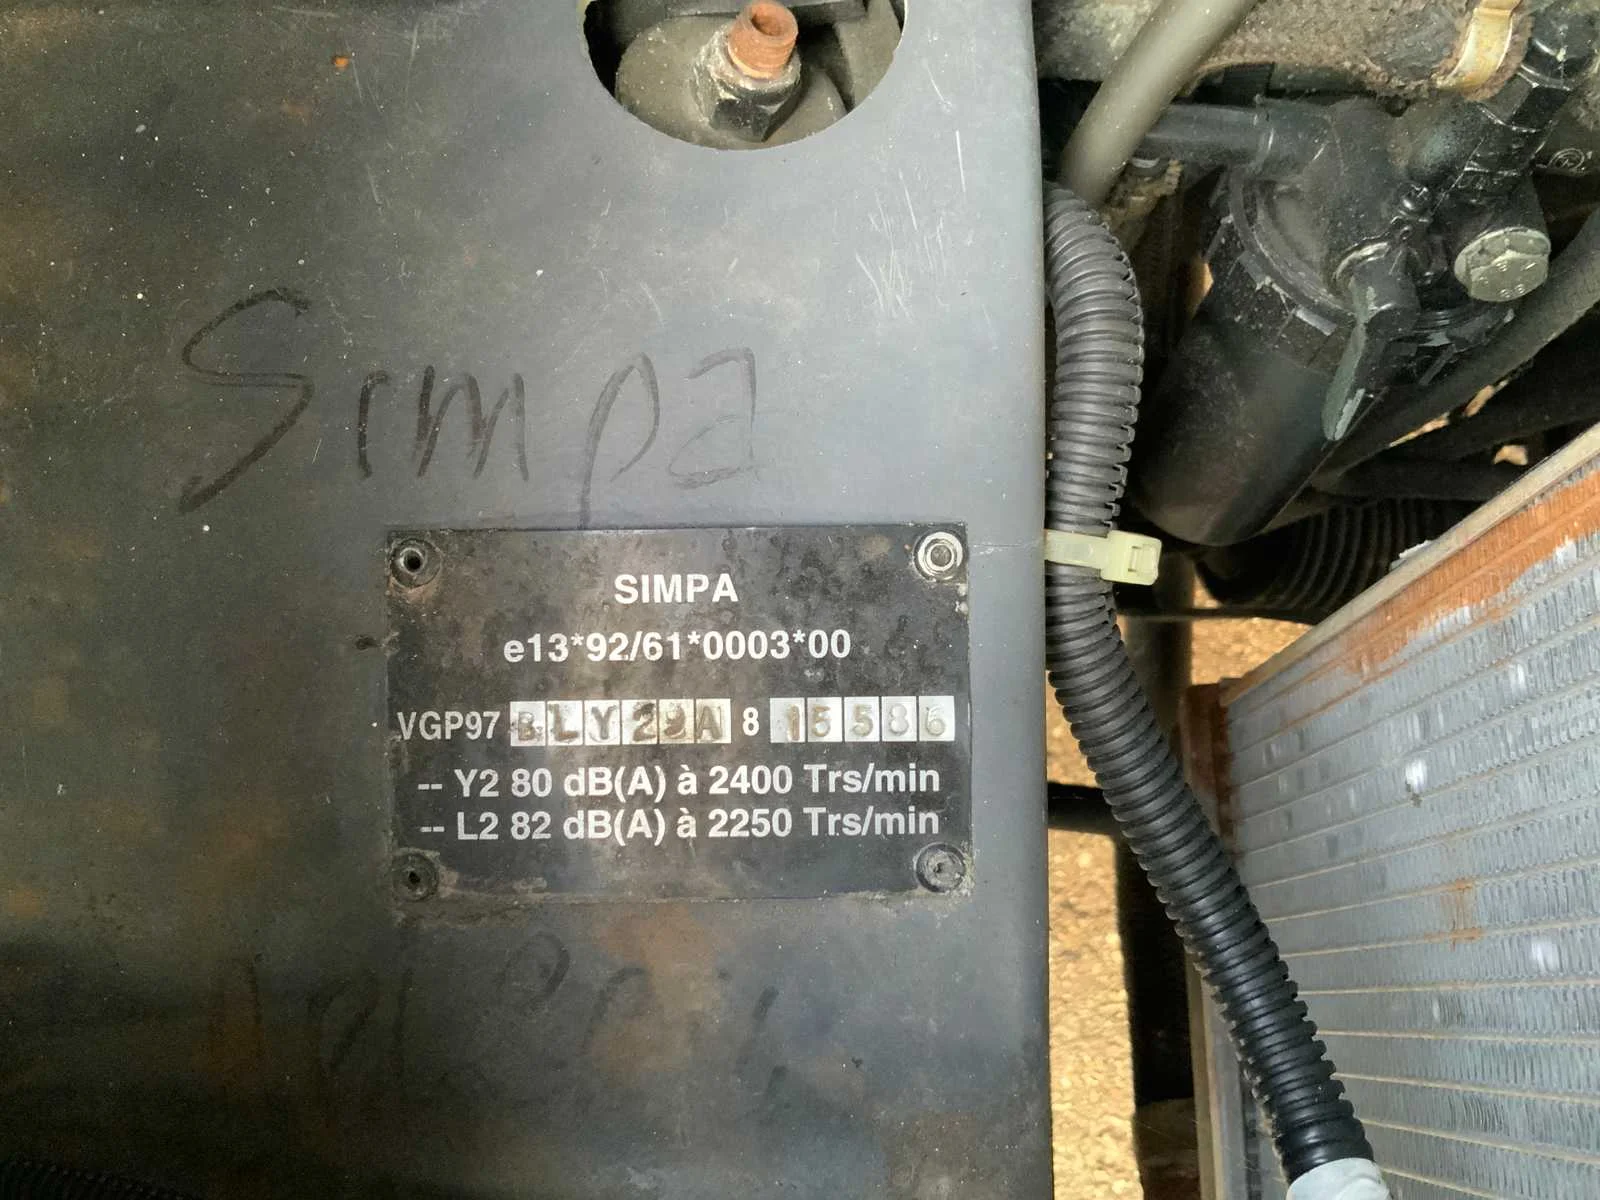 Simpa
SIMPA
e13*92/61*0003*00
VGP97 BLY29A 8 15586
-- Y2 80 dB(A) à 2400 Trs/min
-- L2 82 dB(A) à 2250 Trs/min